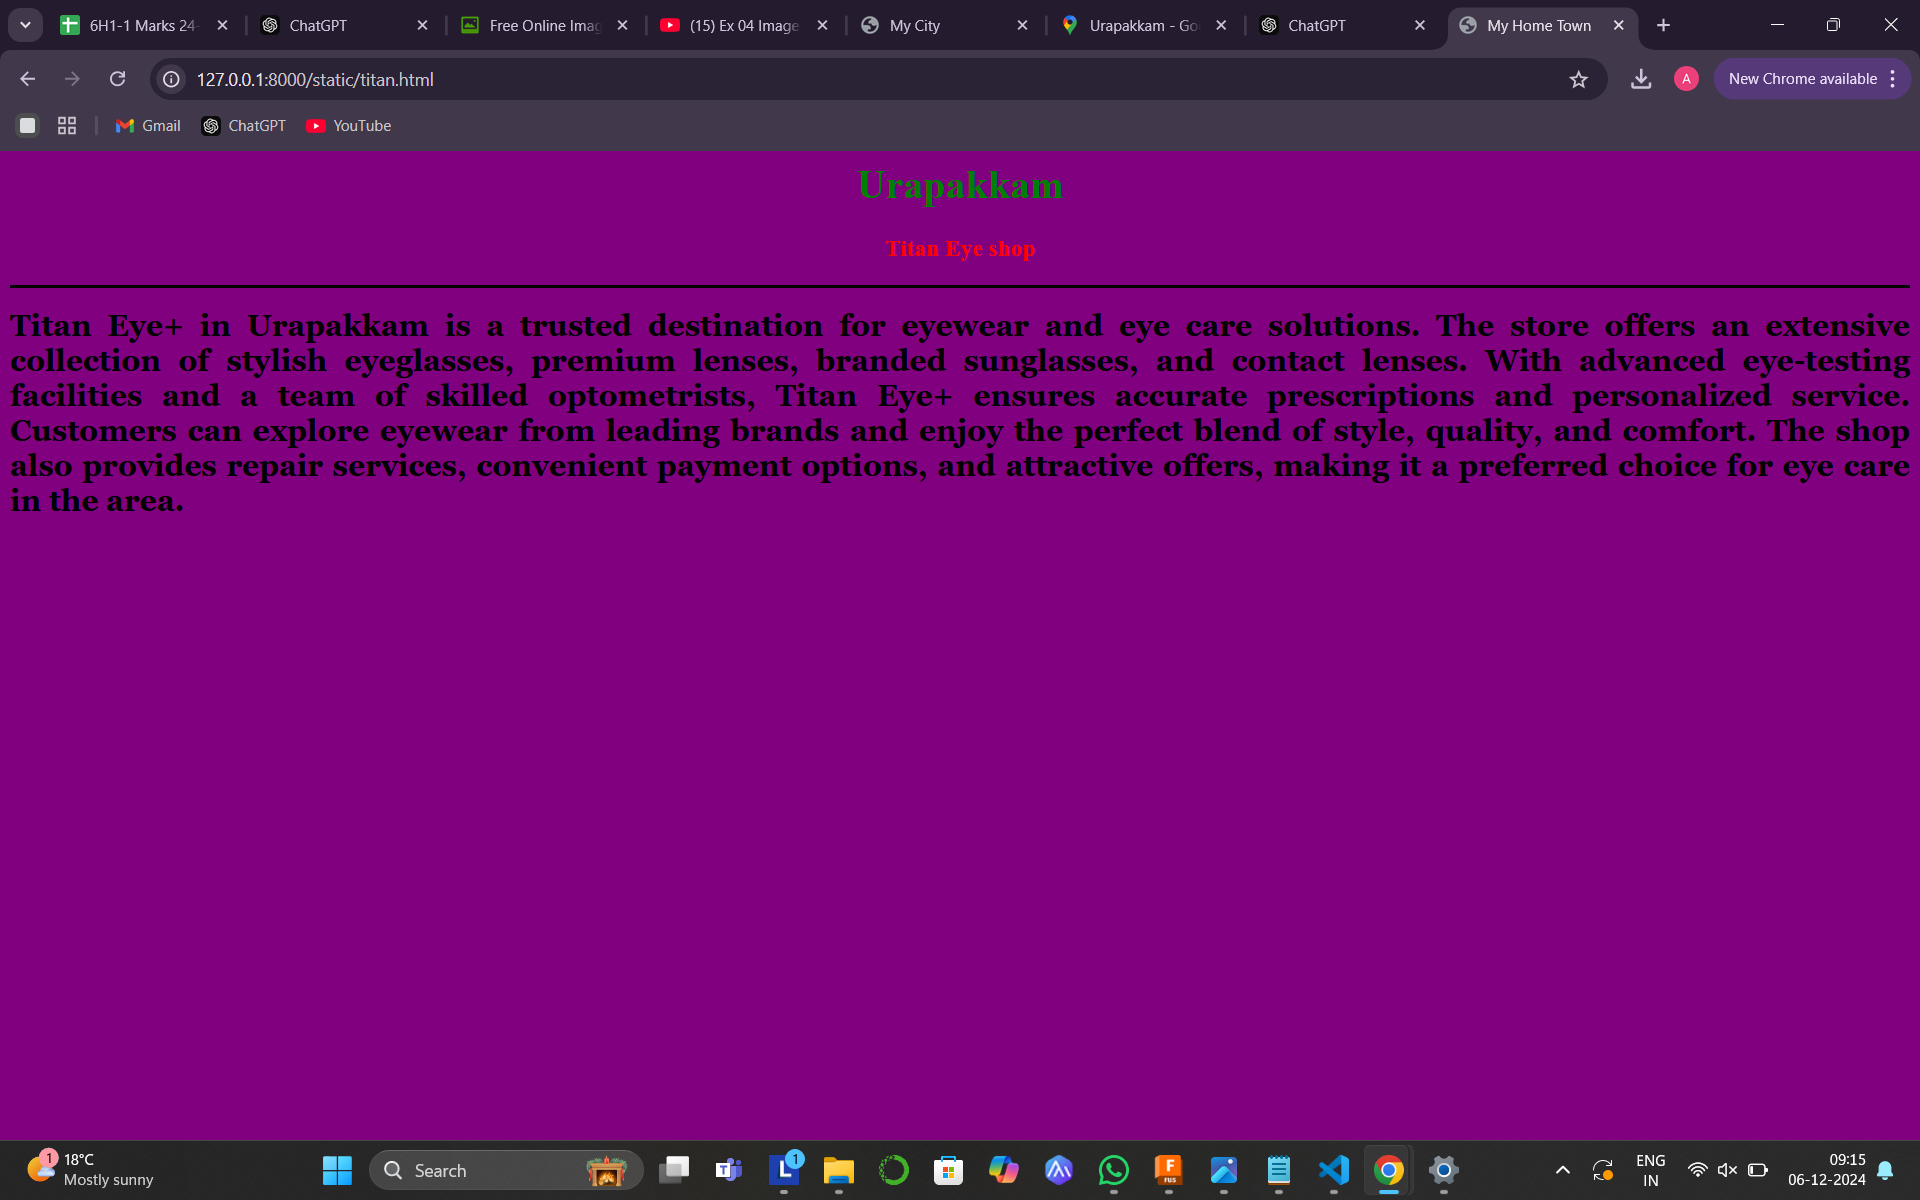 6H1-1 Marks 24-
ChatGPT
Free Online Imag
(15) Ex 04 Image
My City
Urapakkam - Go
ChatGPT
My Home Town
127.0.0.1:8000/static/titan.html
A
New Chrome available
Gmail
ChatGPT
YouTube
Urapakkam
Titan Eye shop
Titan Eye+ in Urapakkam is a trusted destination for eyewear and eye care solutions. The store offers an extensive
collection of stylish eyeglasses, premium lenses, branded sunglasses, and contact lenses. With advanced eye-testing
facilities and a team of skilled optometrists, Titan Eye+ ensures accurate prescriptions and personalized service.
Customers can explore eyewear from leading brands and enjoy the perfect blend of style, quality, and comfort. The shop
also provides repair services, convenient payment options, and attractive offers, making it a preferred choice for eye care
in the area.
1
18°C
Mostly sunny
Search
L
1
F
FUS
ENG
IN
09:15
06-12-2024